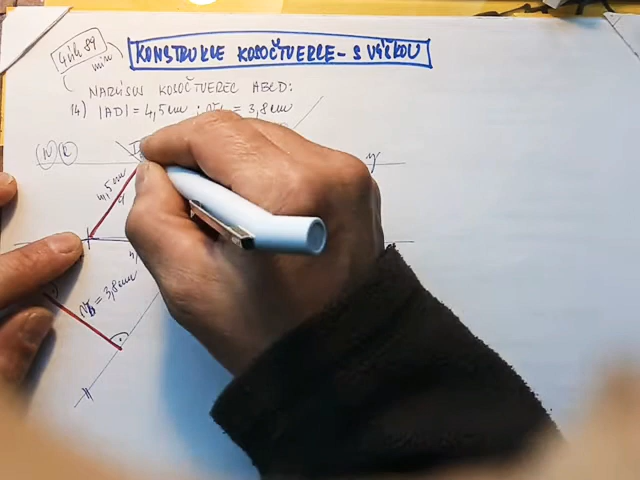 KONSTRUKCE KOSOČTVERCE - S VÝŠKOU
NARÝSUJ KOSOČTVEREC ABCD:
14) |AD| = 4,5 cm ; = 3,8 cm
N R
4,5 cm
= 3,8 cm